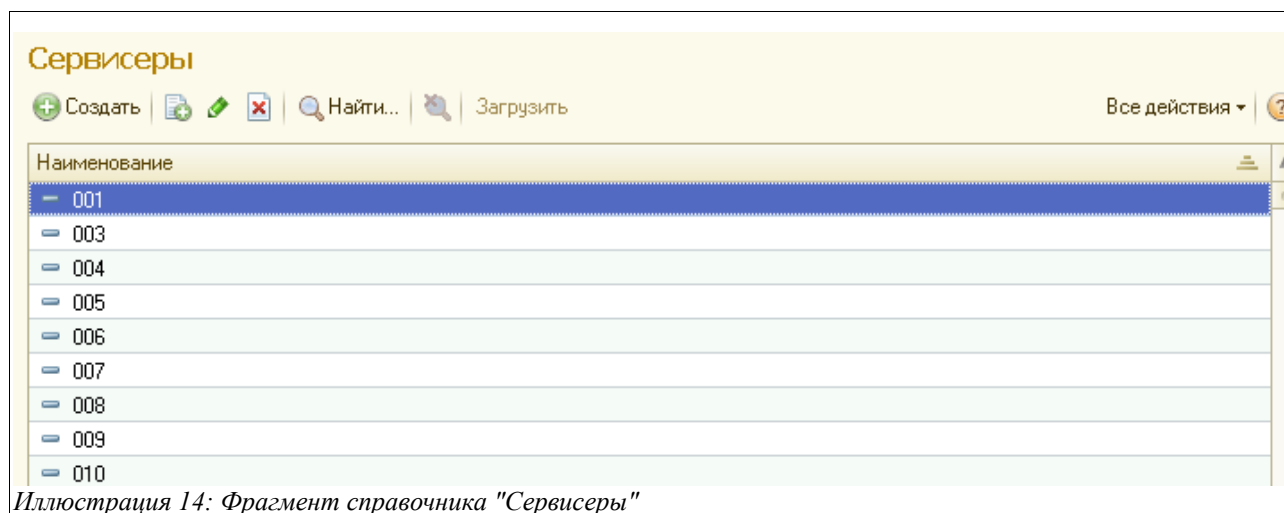 Сервисеры
Создать Найти... Загрузить Все действия
Наименование
001
003
004
005
006
007
008
009
010
Иллюстрация 14: Фрагмент справочника "Сервисеры"